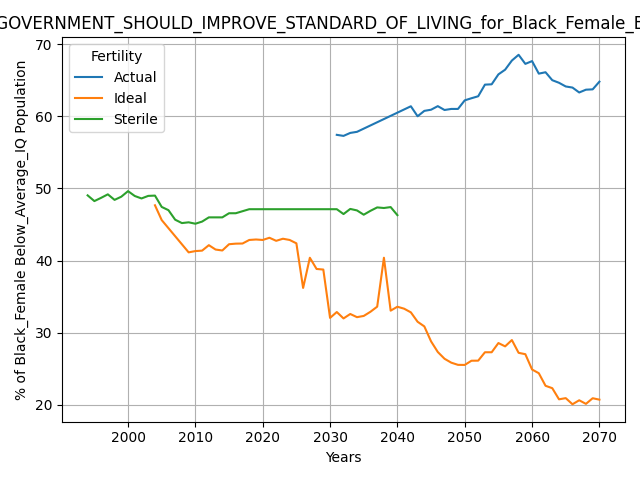 GOVERNMENT_SHOULD_IMPROVE_STANDARD_OF_LIVING_for_Black_Female_B
Fertility
Actual
Ideal
Sterile
% of Black_Female Below_Average_IQ Population
70
60
50
40
30
20
2000 2010 2020 2030 2040 2050 2060 2070
Years